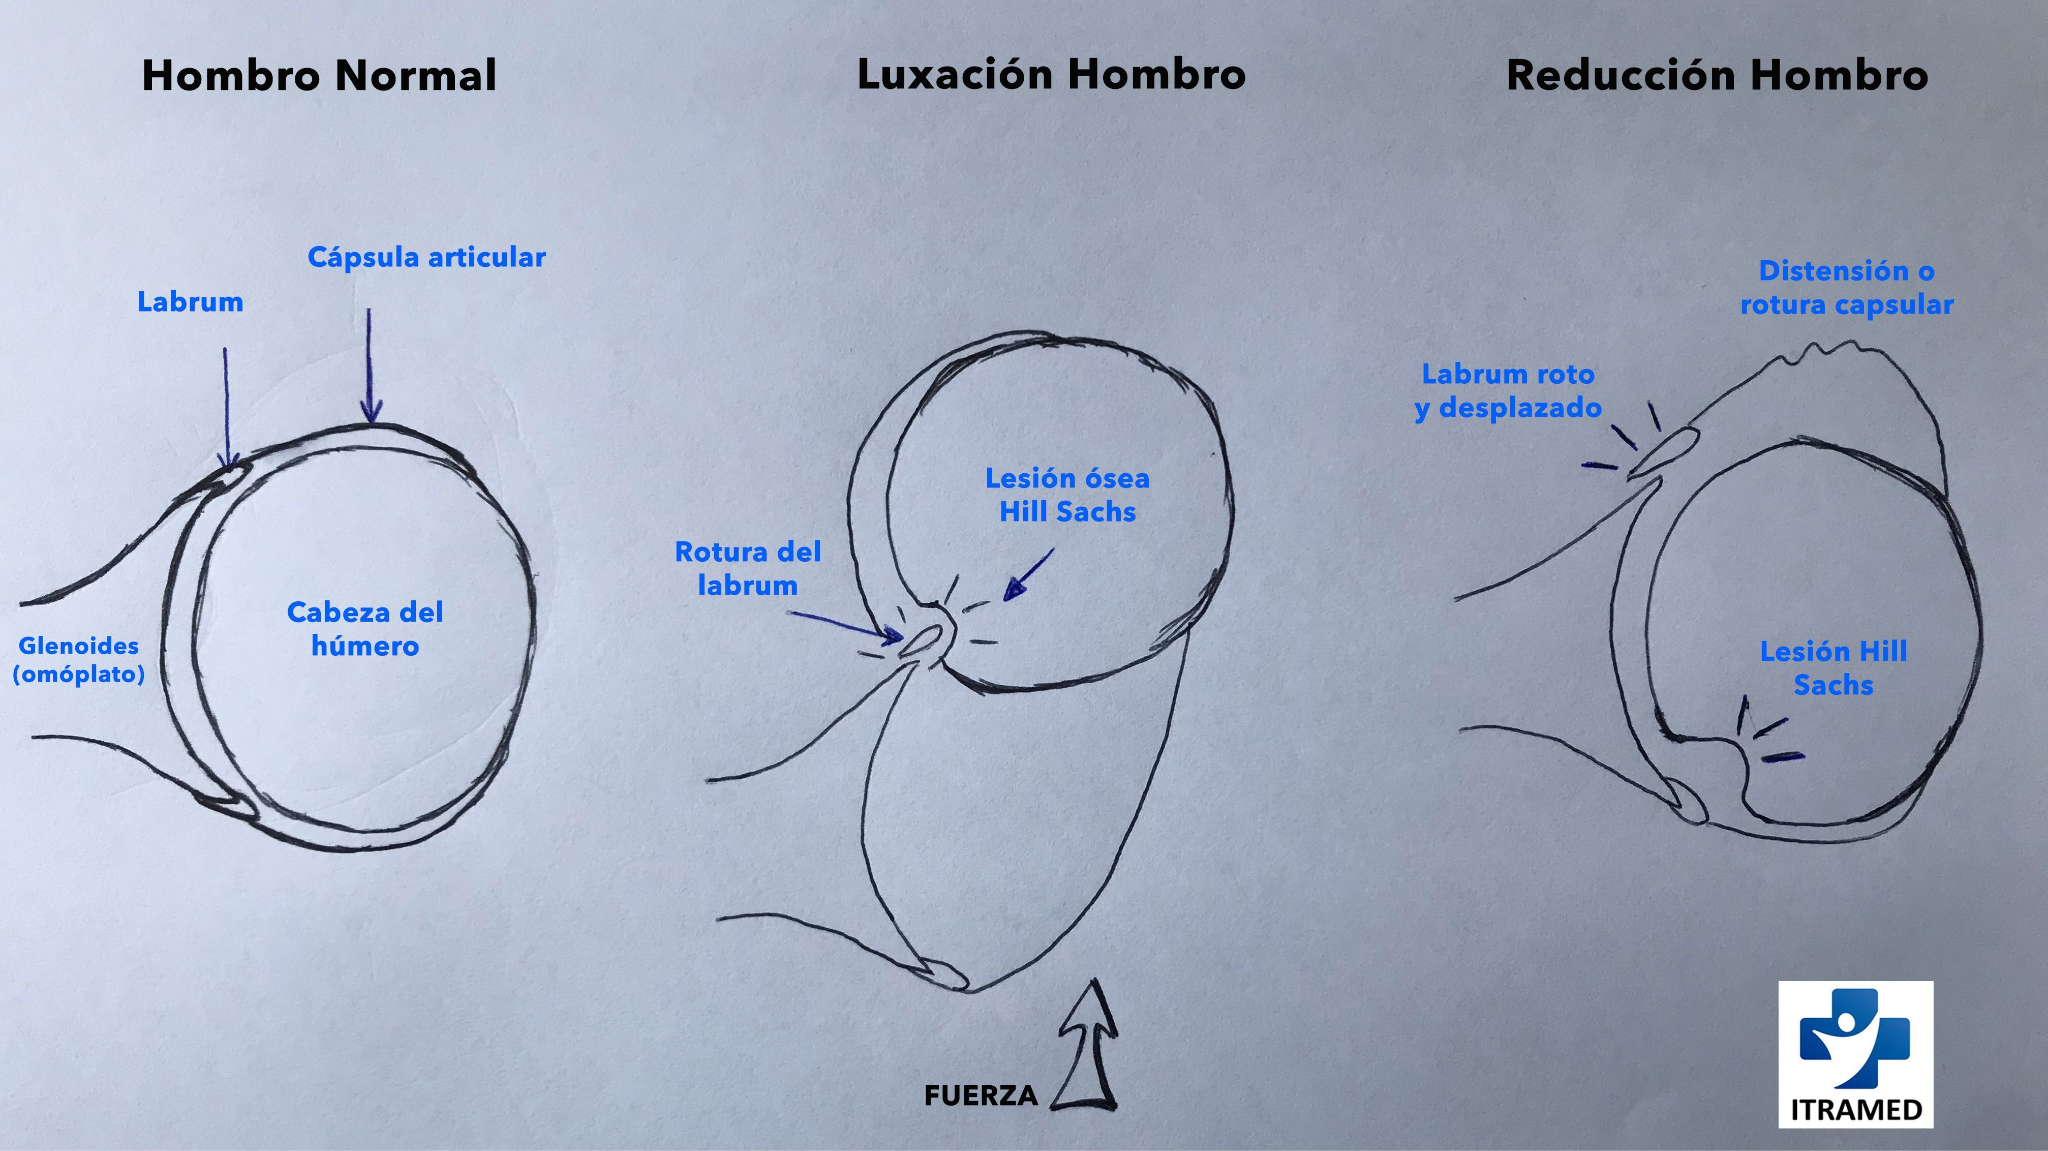 Hombro Normal
Luxación Hombro
Reducción Hombro
Cápsula articular
Labrum
Cabeza del
húmero
Glenoides
(omóplato)
Lesión ósea
Hill Sachs
Rotura del
labrum
FUERZA
Distensión o
rotura capsular
Labrum roto
y desplazado
Lesión Hill
Sachs
ITRAMED